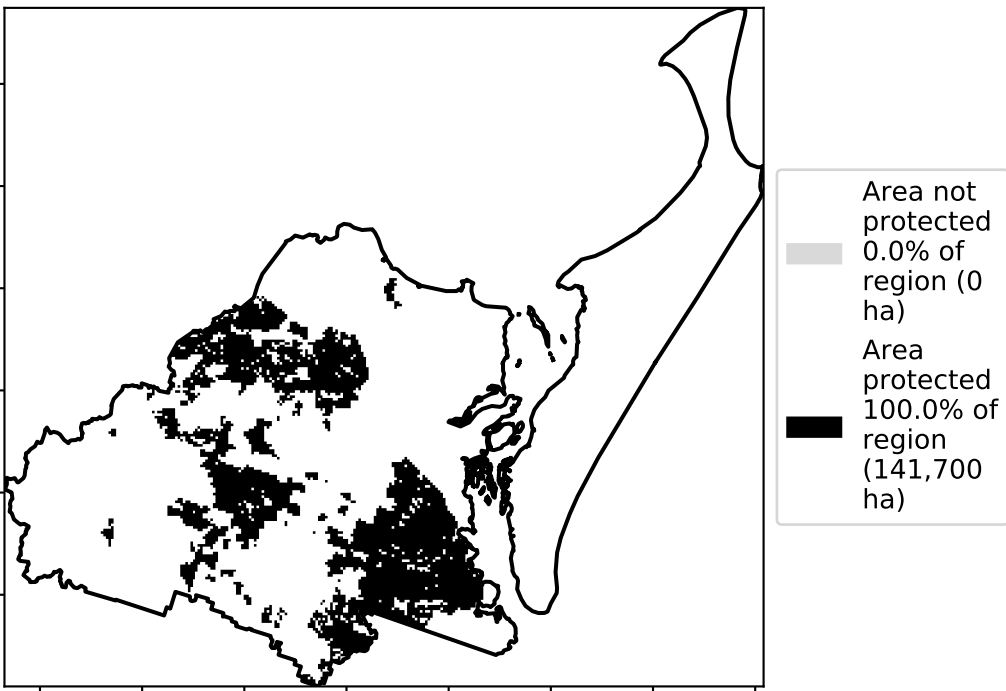 Area not
protected
0.0% of
region (0
ha)
Area
protected
100.0% of
region
(141,700
ha)